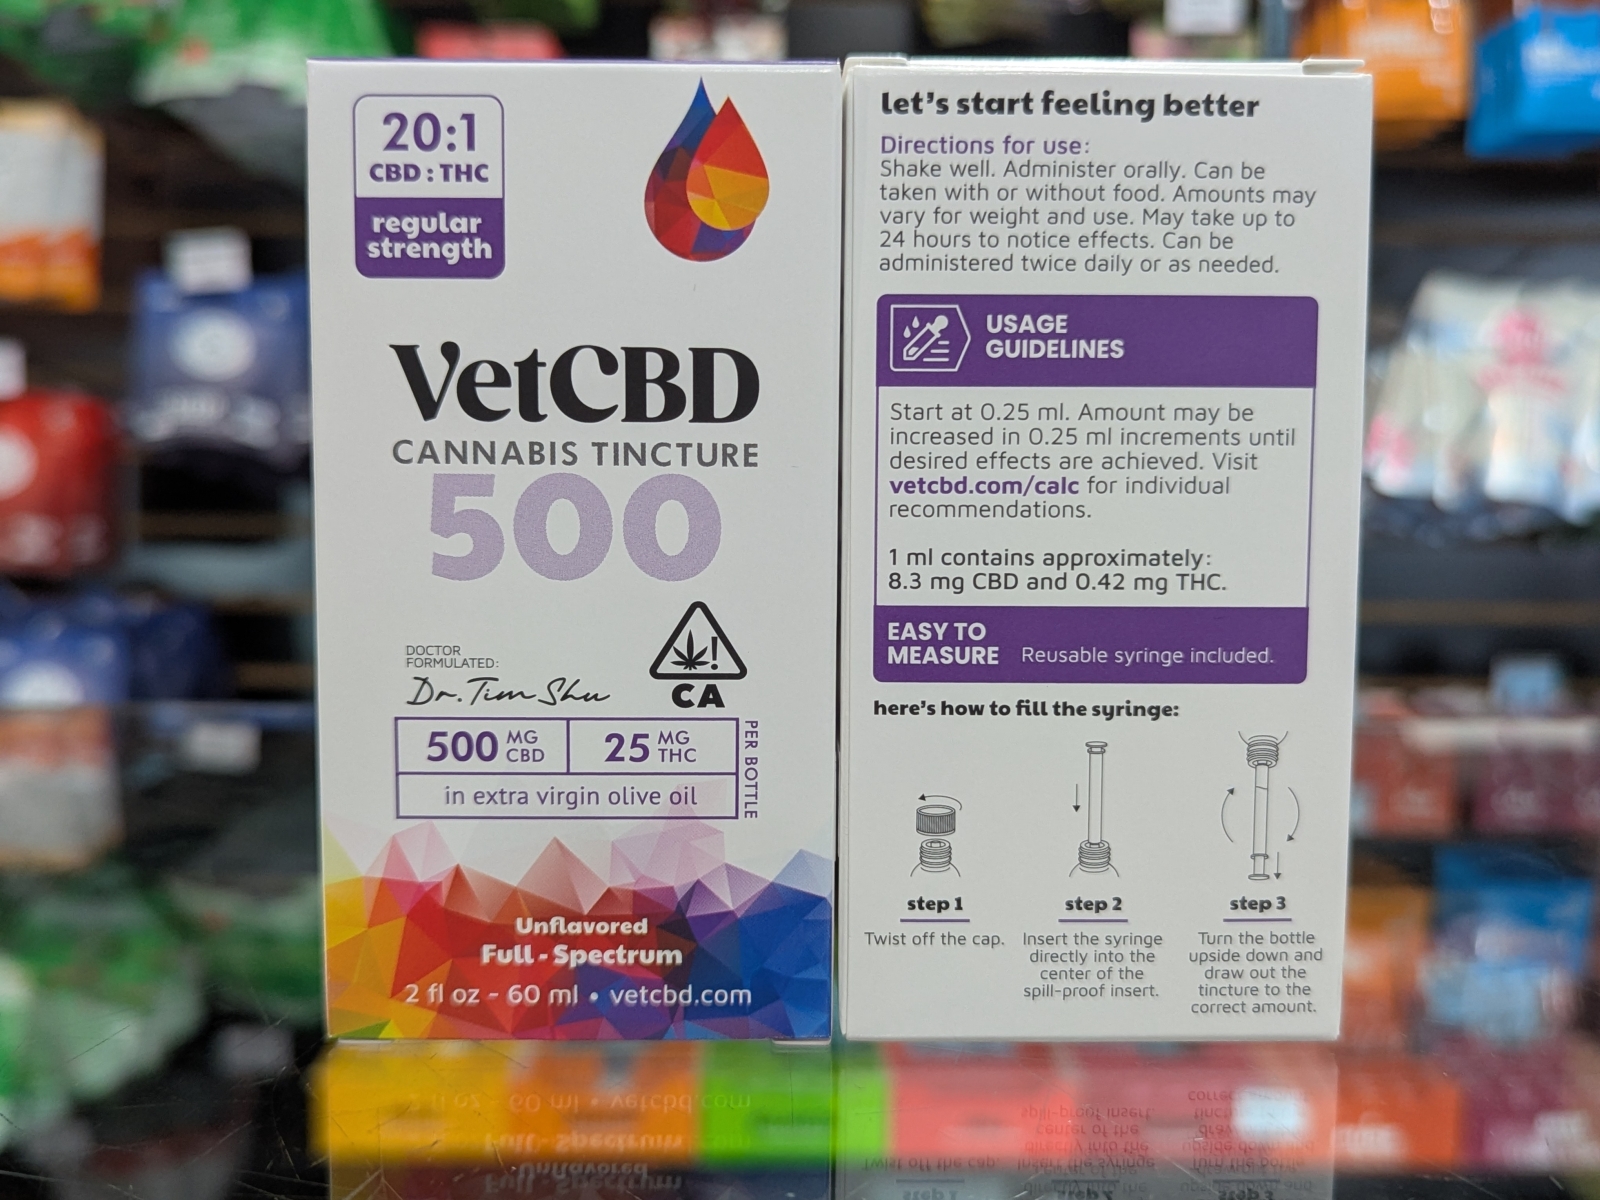 20:1
CBD : THC
regular
strength
VetCBD
CANNABIS TINCTURE
500
DOCTOR
FORMULATED:
Dr. Tim Shu
CA
500 MG CBD
25 MG THC
PER BOTTLE
in extra virgin olive oil
Unflavored
Full - Spectrum
2 fl oz - 60 ml • vetcbd.com
let's start feeling better
Directions for use:
Shake well. Administer orally. Can be
taken with or without food. Amounts may
vary for weight and use. May take up to
24 hours to notice effects. Can be
administered twice daily or as needed.
USAGE
GUIDELINES
Start at 0.25 ml. Amount may be
increased in 0.25 ml increments until
desired effects are achieved. Visit
vetcbd.com/calc for individual
recommendations.
1 ml contains approximately:
8.3 mg CBD and 0.42 mg THC.
EASY TO
MEASURE
Reusable syringe included.
here's how to fill the syringe:
step 1
Twist off the cap.
step 2
Insert the syringe
directly into the
center of the
spill-proof insert.
step 3
Turn the bottle
upside down and
draw out the
tincture to the
correct amount.